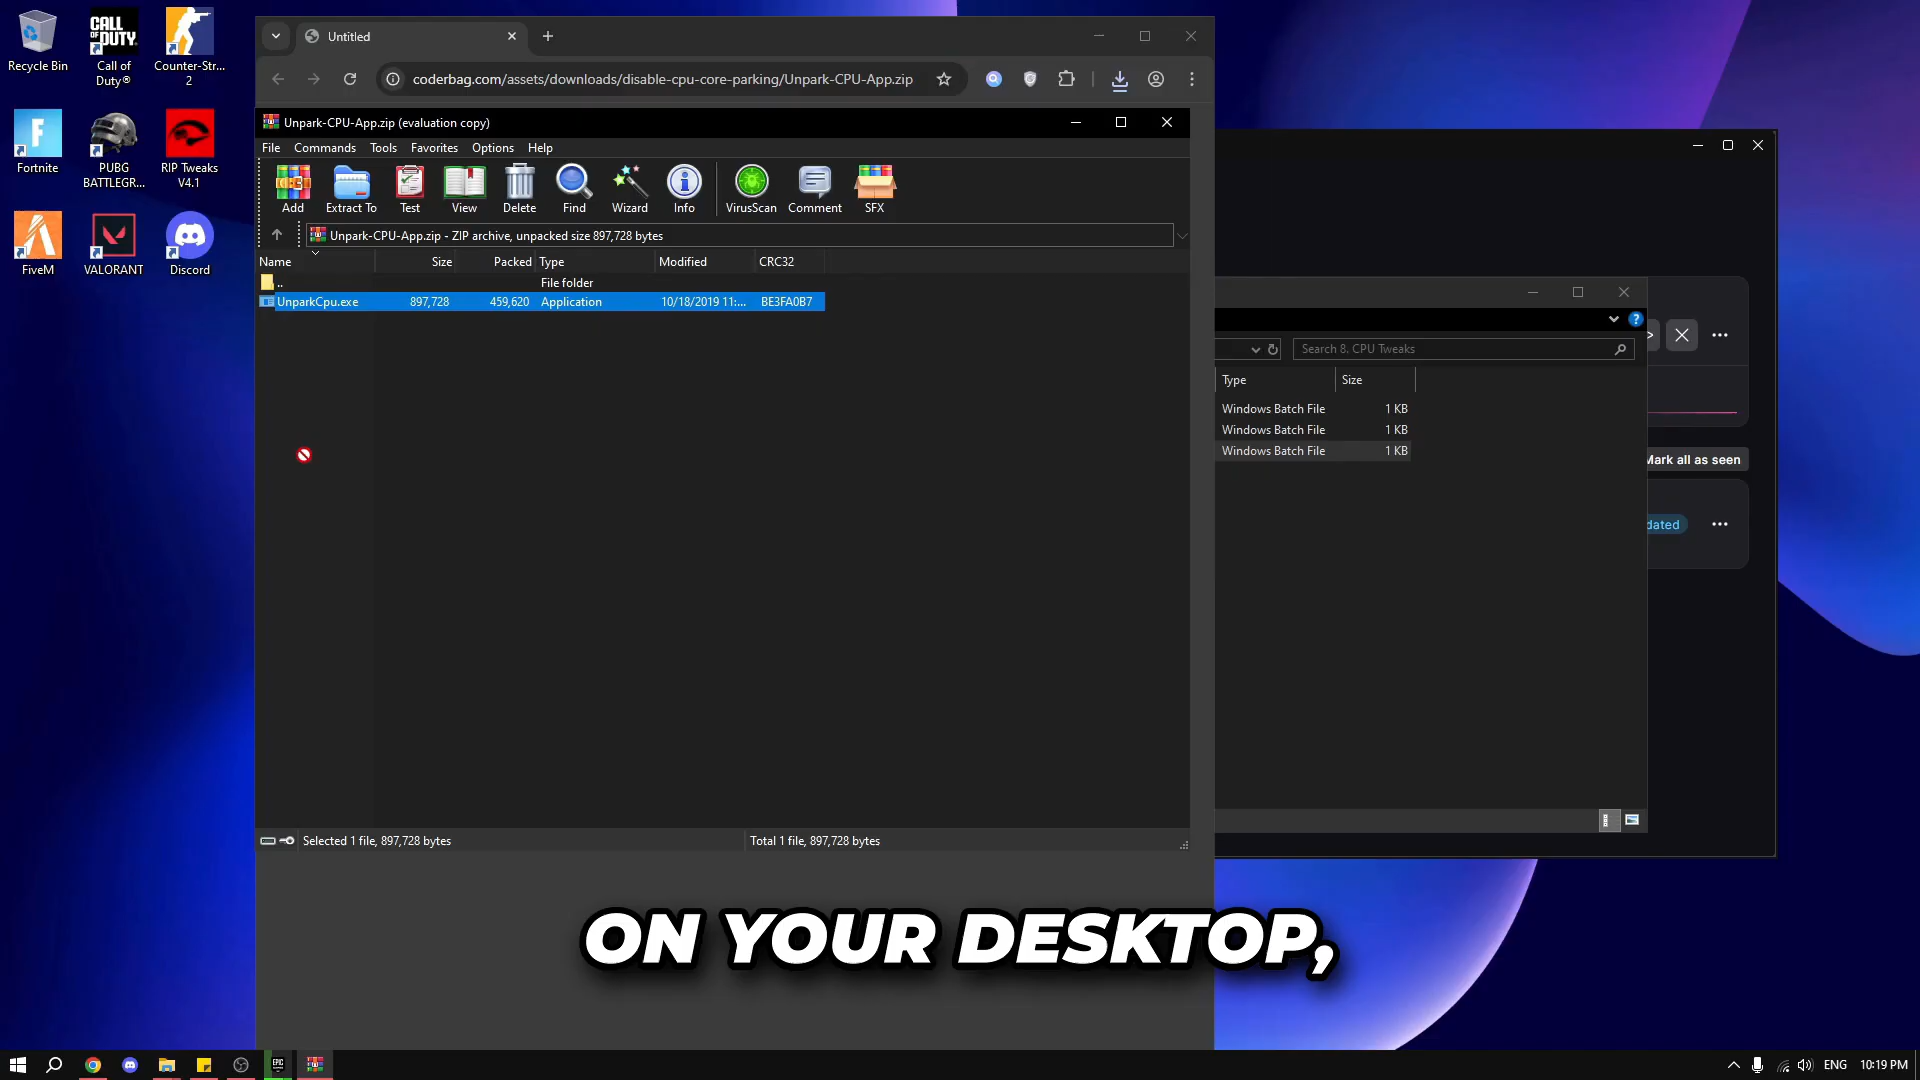 Recycle Bin
Call of
Duty®
Counter-Str...
2
Fortnite
PUBG
BATTLEGR...
RIP Tweaks
V4.1
FiveM
VALORANT
Discord
CALL
OF DUTY
Untitled
coderbag.com/assets/downloads/disable-cpu-core-parking/Unpark-CPU-App.zip
Unpark-CPU-App.zip (evaluation copy)
File Commands Tools Favorites Options Help
Add Extract To Test View Delete Find Wizard Info VirusScan Comment SFX
Unpark-CPU-App.zip - ZIP archive, unpacked size 897,728 bytes
Name Size Packed Type Modified CRC32
.. File folder
UnparkCpu.exe 897,728 459,620 Application 10/18/2019 11:... BE3FA0B7
Selected 1 file, 897,728 bytes Total 1 file, 897,728 bytes
Search 8. CPU Tweaks
Type Size
Windows Batch File 1 KB
Windows Batch File 1 KB
Windows Batch File 1 KB
Mark all as seen
dated
ON YOUR DESKTOP,
EPIC
ENG 10:19 PM